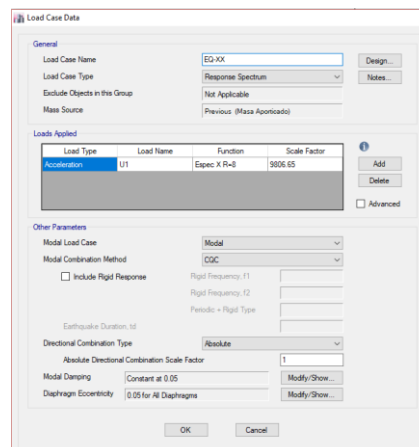 Load Case Data
General
Load Case Name EQ-XX Design...
Load Case Type Response Spectrum Notes...
Exclude Objects in this Group Not Applicable
Mass Source Previous (Masa Aporticado)
Loads Applied
Load Type Load Name Function Scale Factor
Acceleration U1 Espec X R=8 9806.65 Add
Delete
Advanced
Other Parameters
Modal Load Case Modal
Modal Combination Method CQC
Include Rigid Response Rigid Frequency, f1
Rigid Frequency, f2
Periodic + Rigid Type
Earthquake Duration, td
Directional Combination Type Absolute
Absolute Directional Combination Scale Factor 1
Modal Damping Constant at 0.05 Modify/Show...
Diaphragm Eccentricity 0.05 for All Diaphragms Modify/Show...
OK Cancel